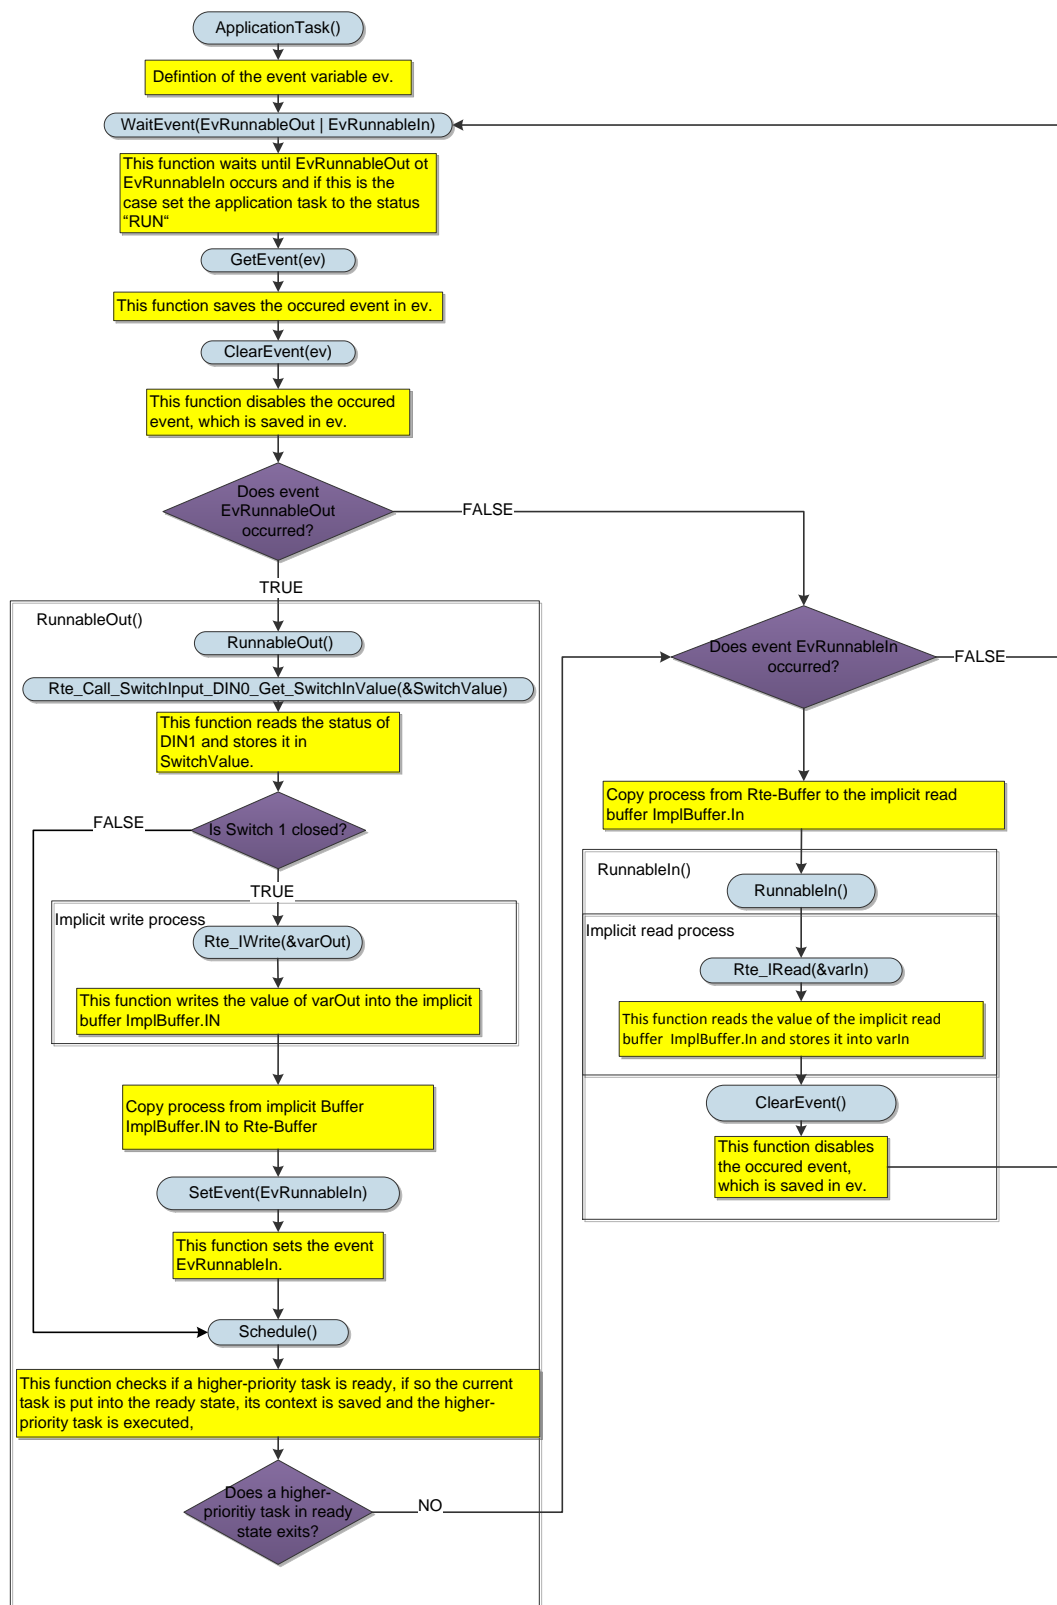 ApplicationTask()
Defintion of the event variable ev.
WaitEvent(EvRunnableOut | EvRunnableIn)
This function waits until EvRunnableOut ot
EvRunnableIn occurs and if this is the
case set the application task to the status
“RUN“
GetEvent(ev)
This function saves the occured event in ev.
ClearEvent(ev)
This function disables the occured
event, which is saved in ev.
Does event
EvRunnableOut
occurred?
FALSE
TRUE
RunnableOut()
RunnableOut()
Rte_Call_SwitchInput_DIN0_Get_SwitchInValue(&SwitchValue)
This function reads the status of
DIN1 and stores it in
SwitchValue.
Is Switch 1 closed?
FALSE
TRUE
Implicit write process
Rte_IWrite(&varOut)
This function writes the value of varOut into the implicit
buffer ImplBuffer.IN
Copy process from implicit Buffer
ImplBuffer.IN to Rte-Buffer
SetEvent(EvRunnableIn)
This function sets the event
EvRunnableIn.
Schedule()
This function checks if a higher-priority task is ready, if so the current
task is put into the ready state, its context is saved and the higher-
priority task is executed,
Does a higher-
prioritiy task in ready
state exits?
NO
Does event EvRunnableIn
occurred?
FALSE
Copy process from Rte-Buffer to the implicit read
buffer ImplBuffer.In
RunnableIn()
RunnableIn()
Implicit read process
Rte_IRead(&varIn)
This function reads the value of the implicit read
buffer ImplBuffer.In and stores it into varIn
ClearEvent()
This function disables
the occured event,
which is saved in ev.